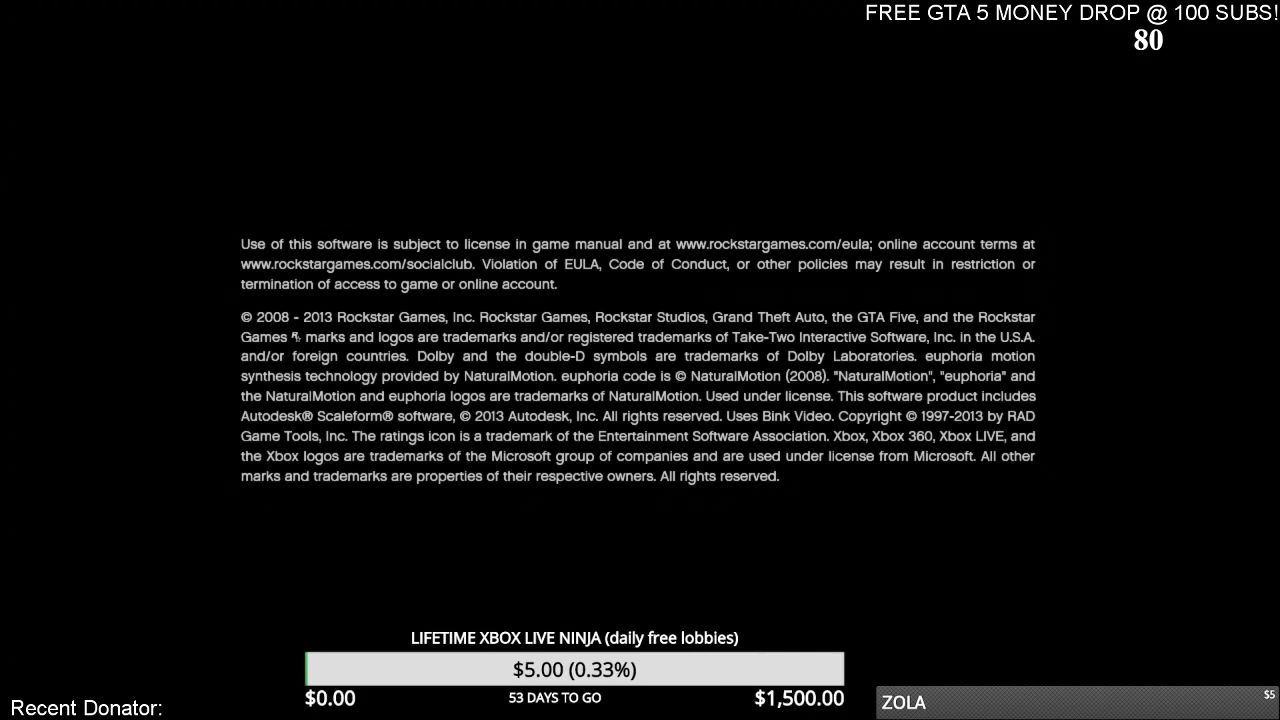 FREE GTA 5 MONEY DROP @ 100 SUBS!
80
Use of this software is subject to license in game manual and at www.rockstargames.com/eula; online account terms at
www.rockstargames.com/socialclub. Violation of EULA, Code of Conduct, or other policies may result in restriction or
termination of access to game or online account.
© 2008 - 2013 Rockstar Games, Inc. Rockstar Games, Rockstar Studios, Grand Theft Auto, the GTA Five, and the Rockstar
Games R* marks and logos are trademarks and/or registered trademarks of Take-Two Interactive Software, Inc. in the U.S.A.
and/or foreign countries. Dolby and the double-D symbols are trademarks of Dolby Laboratories. euphoria motion
synthesis technology provided by NaturalMotion. euphoria code is © NaturalMotion (2008). "NaturalMotion", "euphoria" and
the NaturalMotion and euphoria logos are trademarks of NaturalMotion. Used under license. This software product includes
Autodesk® Scaleform® software, © 2013 Autodesk, Inc. All rights reserved. Uses Bink Video. Copyright © 1997-2013 by RAD
Game Tools, Inc. The ratings icon is a trademark of the Entertainment Software Association. Xbox, Xbox 360, Xbox LIVE, and
the Xbox logos are trademarks of the Microsoft group of companies and are used under license from Microsoft. All other
marks and trademarks are properties of their respective owners. All rights reserved.
LIFETIME XBOX LIVE NINJA (daily free lobbies)
$5.00 (0.33%)
$0.00 53 DAYS TO GO $1,500.00
Recent Donator:
ZOLA $5